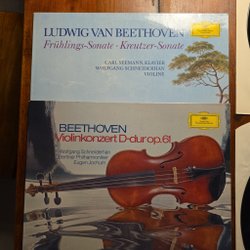 LUDWIG VAN BEETHOVEN
Frühlings-Sonate · Kreutzer-Sonate
CARL SEEMANN, KLAVIER
WOLFGANG SCHNEIDERHAN
VIOLINE
BEETHOVEN
Violinkonzert D-dur op. 61
Wolfgang Schneiderhan
Berliner Philharmoniker
Eugen Jochum